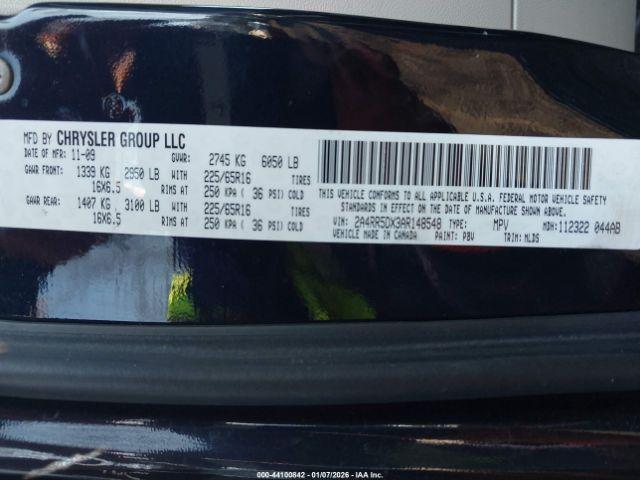 MFD BY CHRYSLER GROUP LLC
DATE OF MFR 11-09 GVWR: 2745 KG 6050 LB
GAWR FRONT: 1339 KG 2950 LB WITH 225/65R16 TIRES
16X6.5 RIMS AT 250 KPA ( 36 PSI) COLD
GAWR REAR: 1407 KG 3100 LB WITH 225/65R16 TIRES
16X6.5 RIMS AT 250 KPA ( 36 PSI) COLD
THIS VEHICLE CONFORMS TO ALL APPLICABLE U.S.A. FEDERAL MOTOR VEHICLE SAFETY
STANDARDS IN EFFECT ON THE DATE OF MANUFACTURE SHOWN ABOVE.
VIN: 2A4RR5DX3AR148548 TYPE: MPV MDH: 112322 044AB
VEHICLE MADE IN CANADA PAINT: PBV TRIM: MLDS
000-44100842 - 01/07/2026 - IAA Inc.